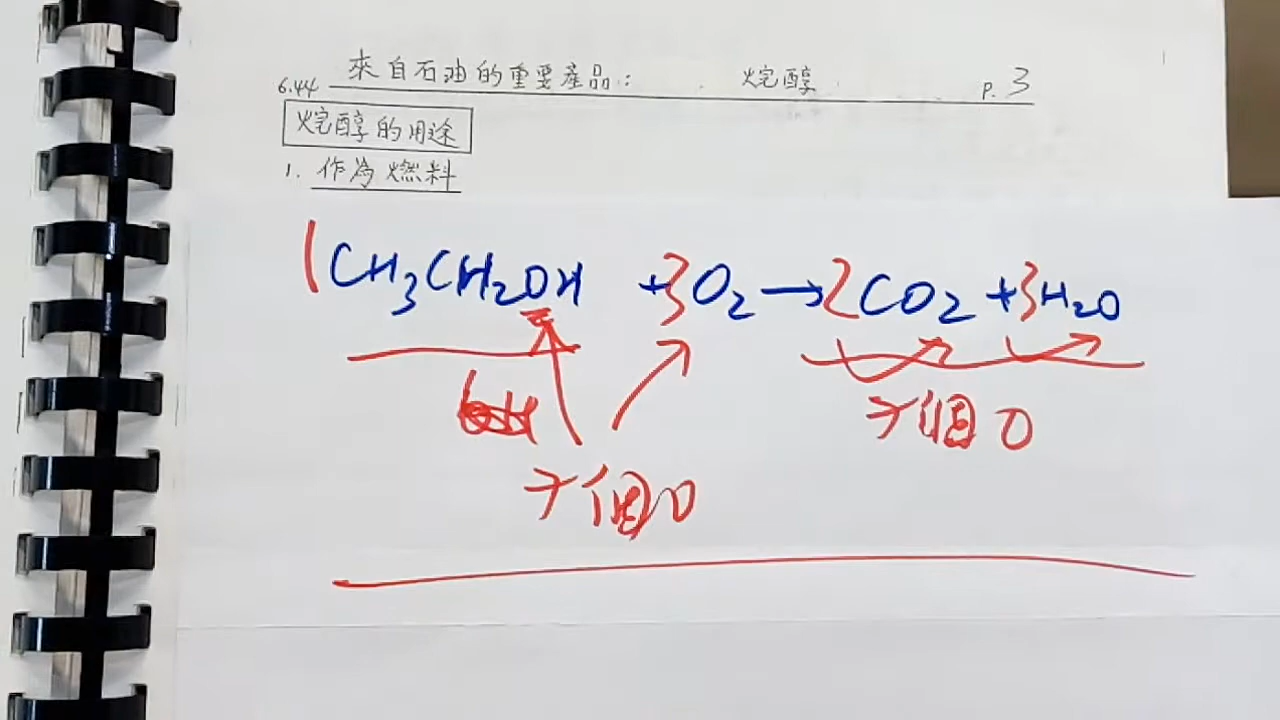 6.44 來自石油的重要產品： 烷醇 P.3
烷醇的用途
1. 作為燃料
1CH3CH2OH +3O2→2CO2+3H2O
7個O
7個O